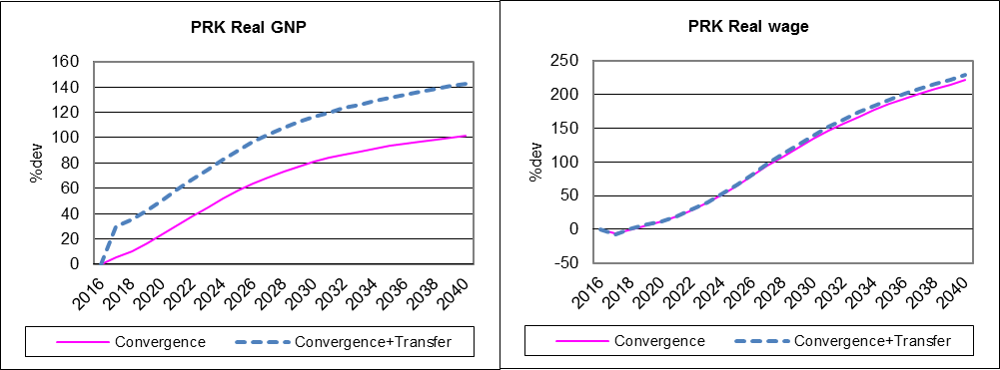 PRK Real GNP
160
140
120
100
80
60
40
20
0
%dev
2016 2018 2020 2022 2024 2026 2028 2030 2032 2034 2036 2038 2040
Convergence Convergence+Transfer
PRK Real wage
250
200
150
100
50
0
-50
%dev
2016 2018 2020 2022 2024 2026 2028 2030 2032 2034 2036 2038 2040
Convergence Convergence+Transfer